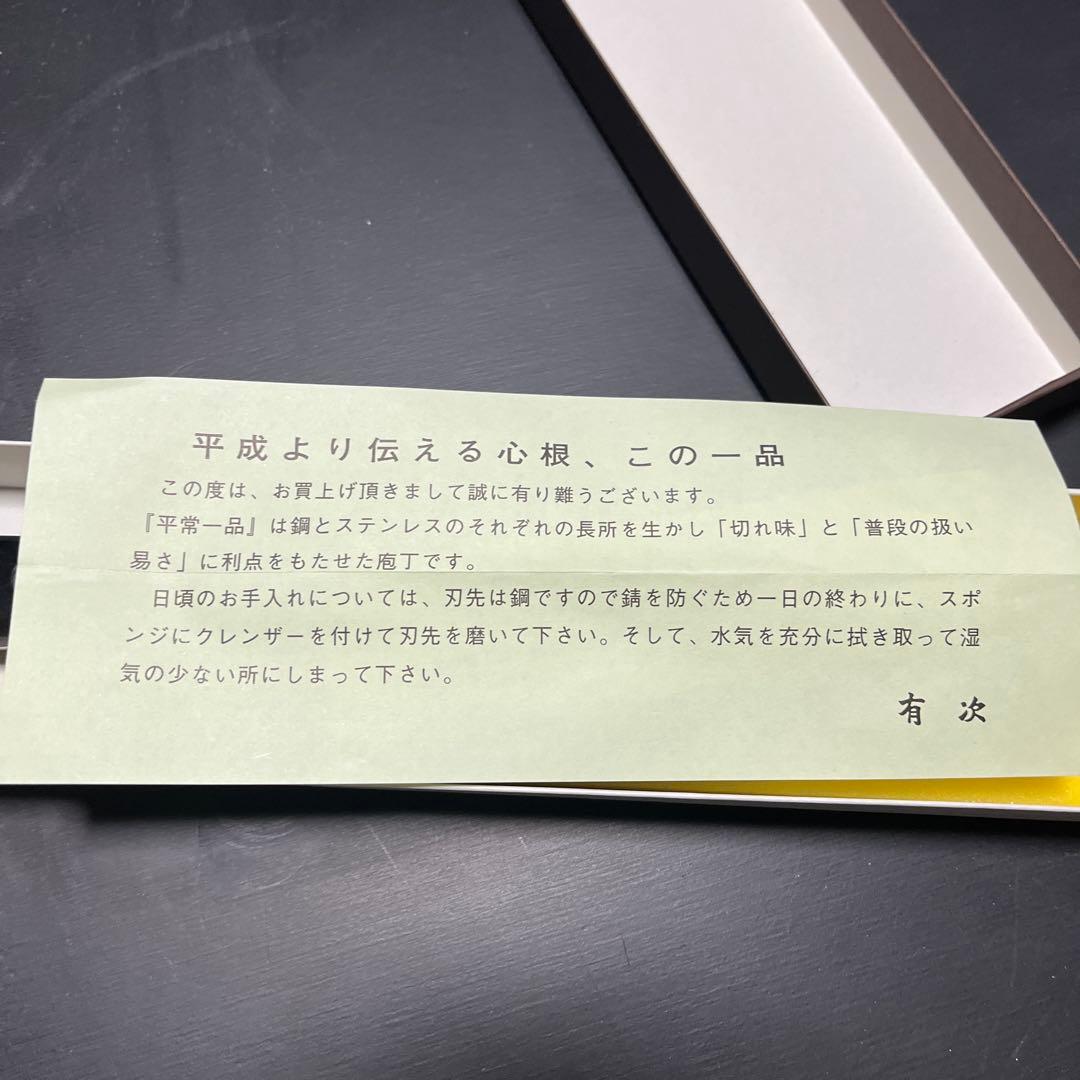 平成より伝える心根、この一品
この度は、お買上げ頂きまして誠に有り難うございます。
『平常一品』は鋼とステンレスのそれぞれの長所を生かし「切れ味」と「普段の扱い
易さ」に利点をもたせた庖丁です。
日頃のお手入れについては、刃先は鋼ですので錆を防ぐため一日の終わりに、スポ
ンジにクレンザーを付けて刃先を磨いて下さい。そして、水気を充分に拭き取って湿
気の少ない所にしまって下さい。
有次